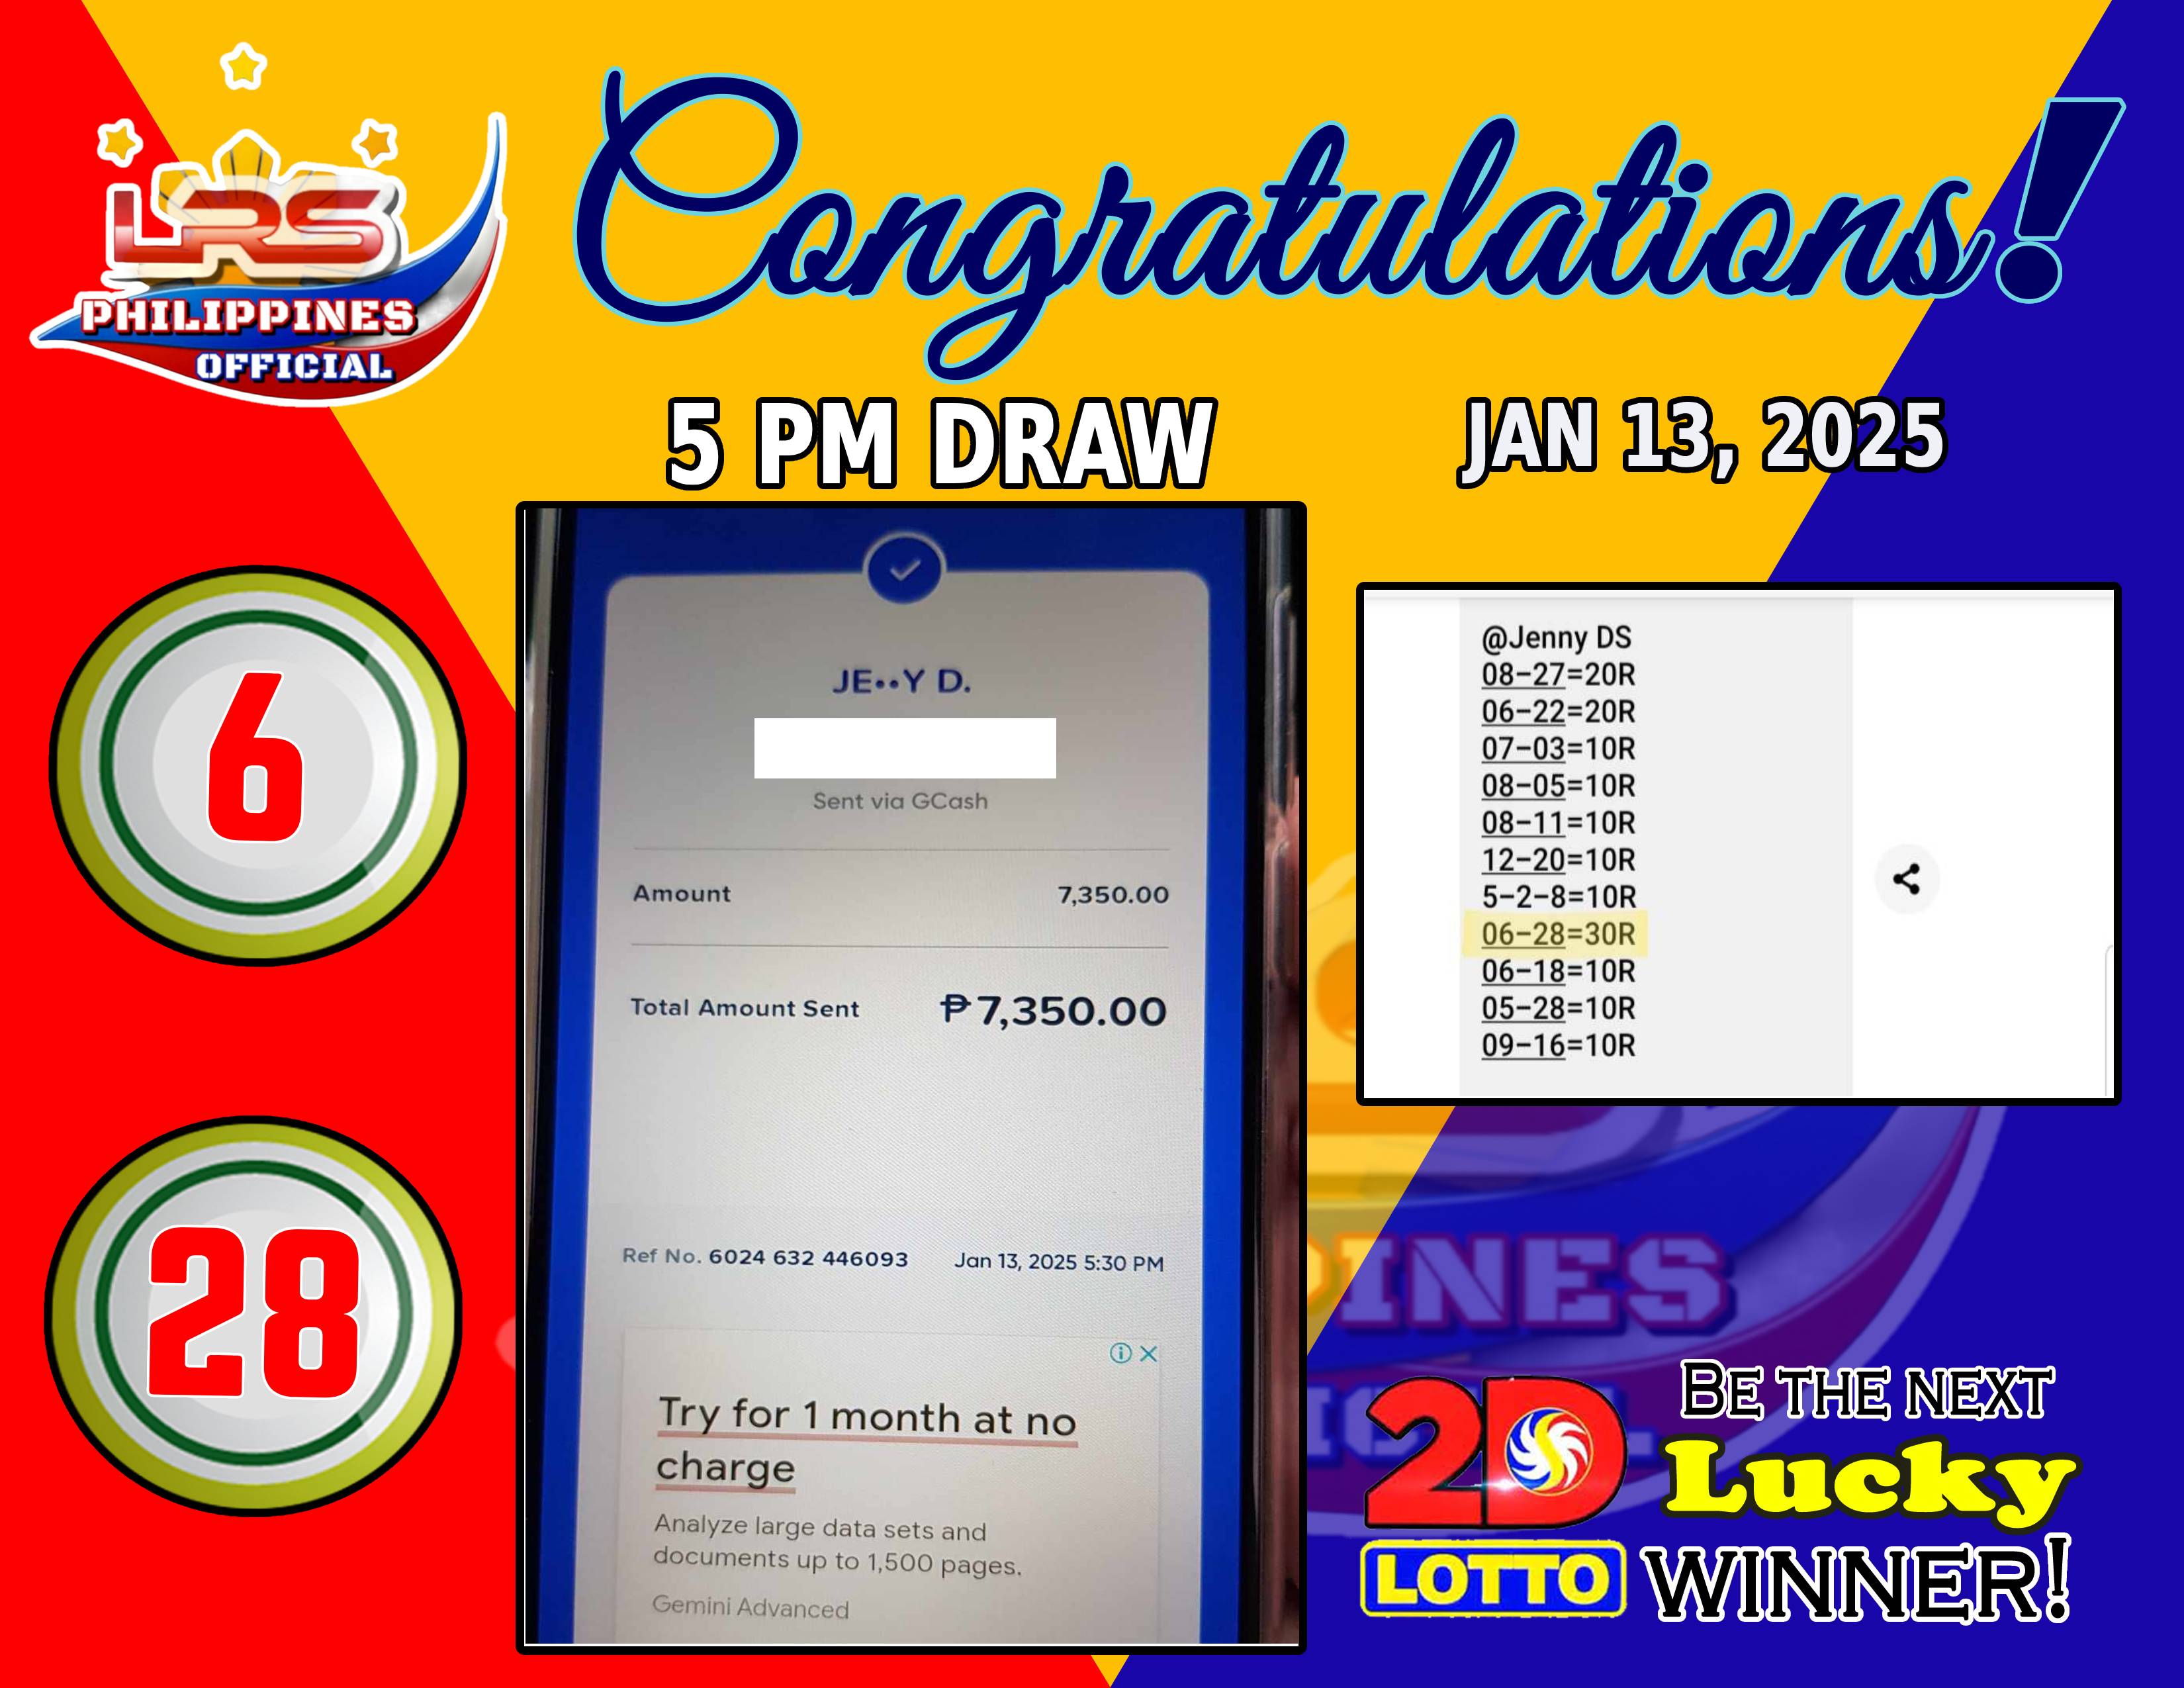 LRS
PHILIPPINES
OFFICIAL
Congratulations!
5 PM DRAW
JAN 13, 2025
6
28
JE••Y D.
Sent via GCash
Amount 7,350.00
Total Amount Sent ₱7,350.00
Ref No. 6024 632 446093 Jan 13, 2025 5:30 PM
Try for 1 month at no
charge
Analyze large data sets and
documents up to 1,500 pages.
Gemini Advanced
@Jenny DS
08-27=20R
06-22=20R
07-03=10R
08-05=10R
08-11=10R
12-20=10R
5-2-8=10R
06-28=30R
06-18=10R
05-28=10R
09-16=10R
PINES
2D
LOTTO
BE THE NEXT
Lucky
WINNER!